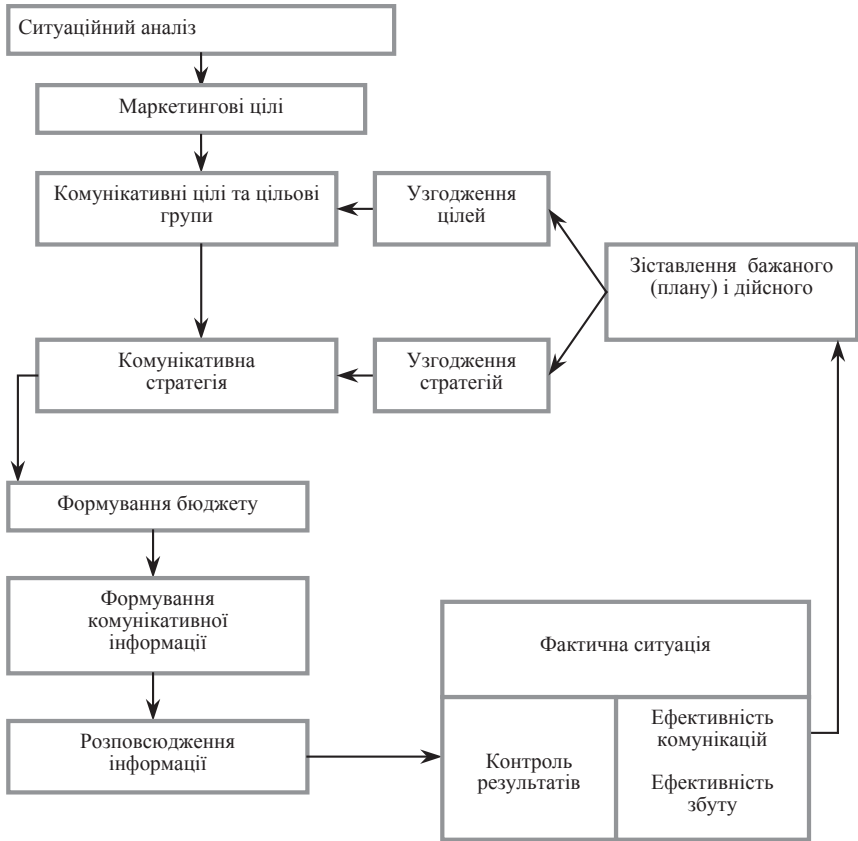 Ситуаційний аналіз
Маркетингові цілі
Комунікативні цілі та цільові
групи
Узгодження
цілей
Зіставлення бажаного
(плану) і дійсного
Комунікативна
стратегія
Узгодження
стратегій
Формування бюджету
Формування
комунікативної
інформації
Розповсюдження
інформації
Фактична ситуація
Контроль
результатів
Ефективність
комунікацій
Ефективність
збуту